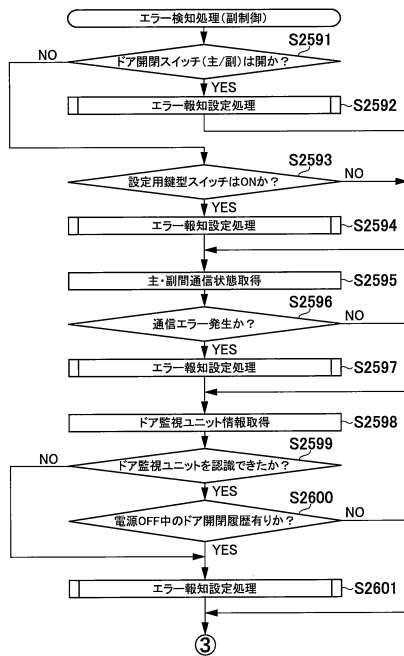 エラー検知処理(副制御)
S2591
ドア開閉スイッチ(主/副)は開か?
NO
YES
エラー報知設定処理
S2592
S2593
設定用鍵型スイッチはONか?
NO
YES
エラー報知設定処理
S2594
主・副間通信状態取得
S2595
S2596
通信エラー発生か?
NO
YES
エラー報知設定処理
S2597
ドア監視ユニット情報取得
S2598
S2599
NO
ドア監視ユニットを認識できたか?
YES
S2600
電源OFF中のドア開閉履歴有りか?
NO
YES
エラー報知設定処理
S2601
③